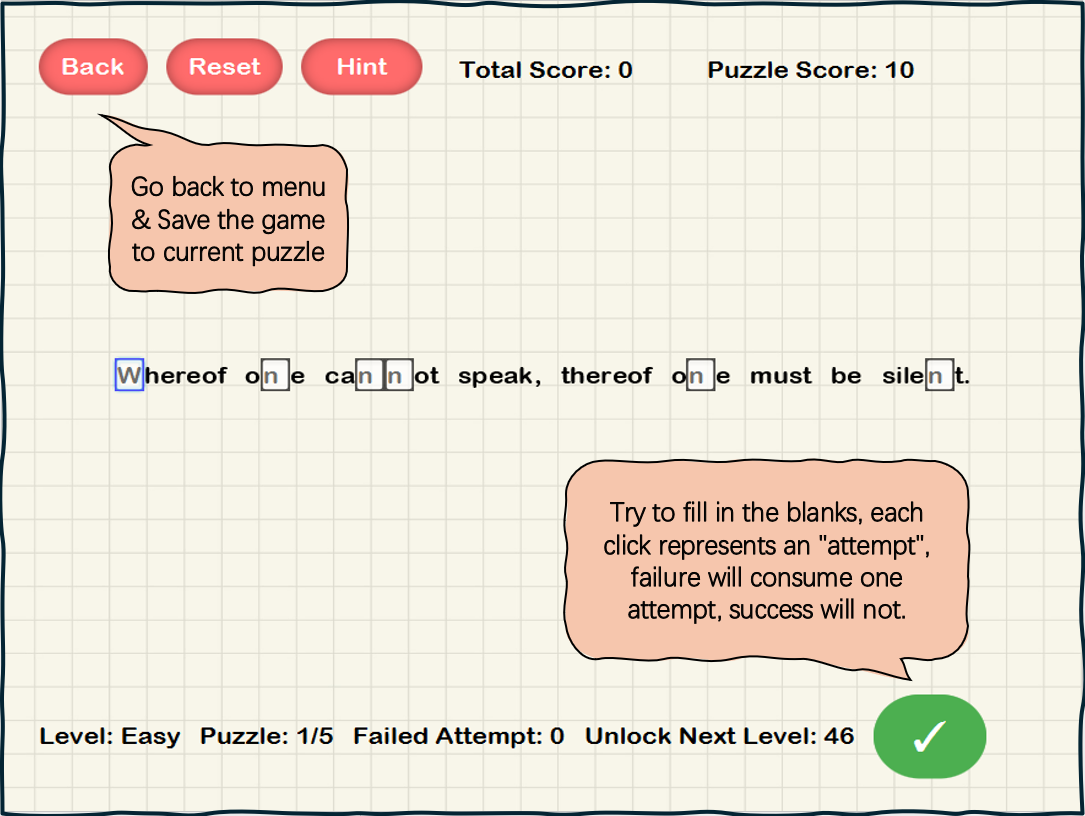 Back Reset Hint Total Score: 0 Puzzle Score: 10
Go back to menu
& Save the game
to current puzzle
Whereof one cannot speak, thereof one must be silent.
Try to fill in the blanks, each
click represents an "attempt",
failure will consume one
attempt, success will not.
Level: Easy Puzzle: 1/5 Failed Attempt: 0 Unlock Next Level: 46 ✓